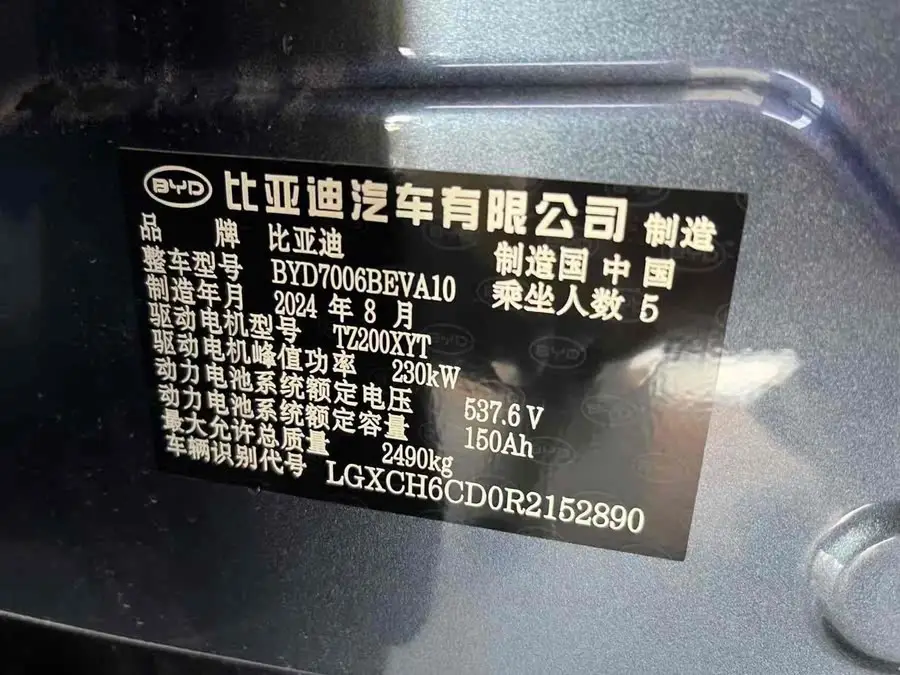 BYD 比亚迪汽车有限公司 制造
品牌 比亚迪 制造国 中国
整车型号 BYD7006BEVA10 乘坐人数 5
制造年月 2024 年 8 月
驱动电机型号 TZ200XYT
驱动电机峰值功率 230kW
动力电池系统额定电压 537.6 V
动力电池系统额定容量 150Ah
最大允许总质量 2490kg
车辆识别代号 LGXCH6CD0R2152890